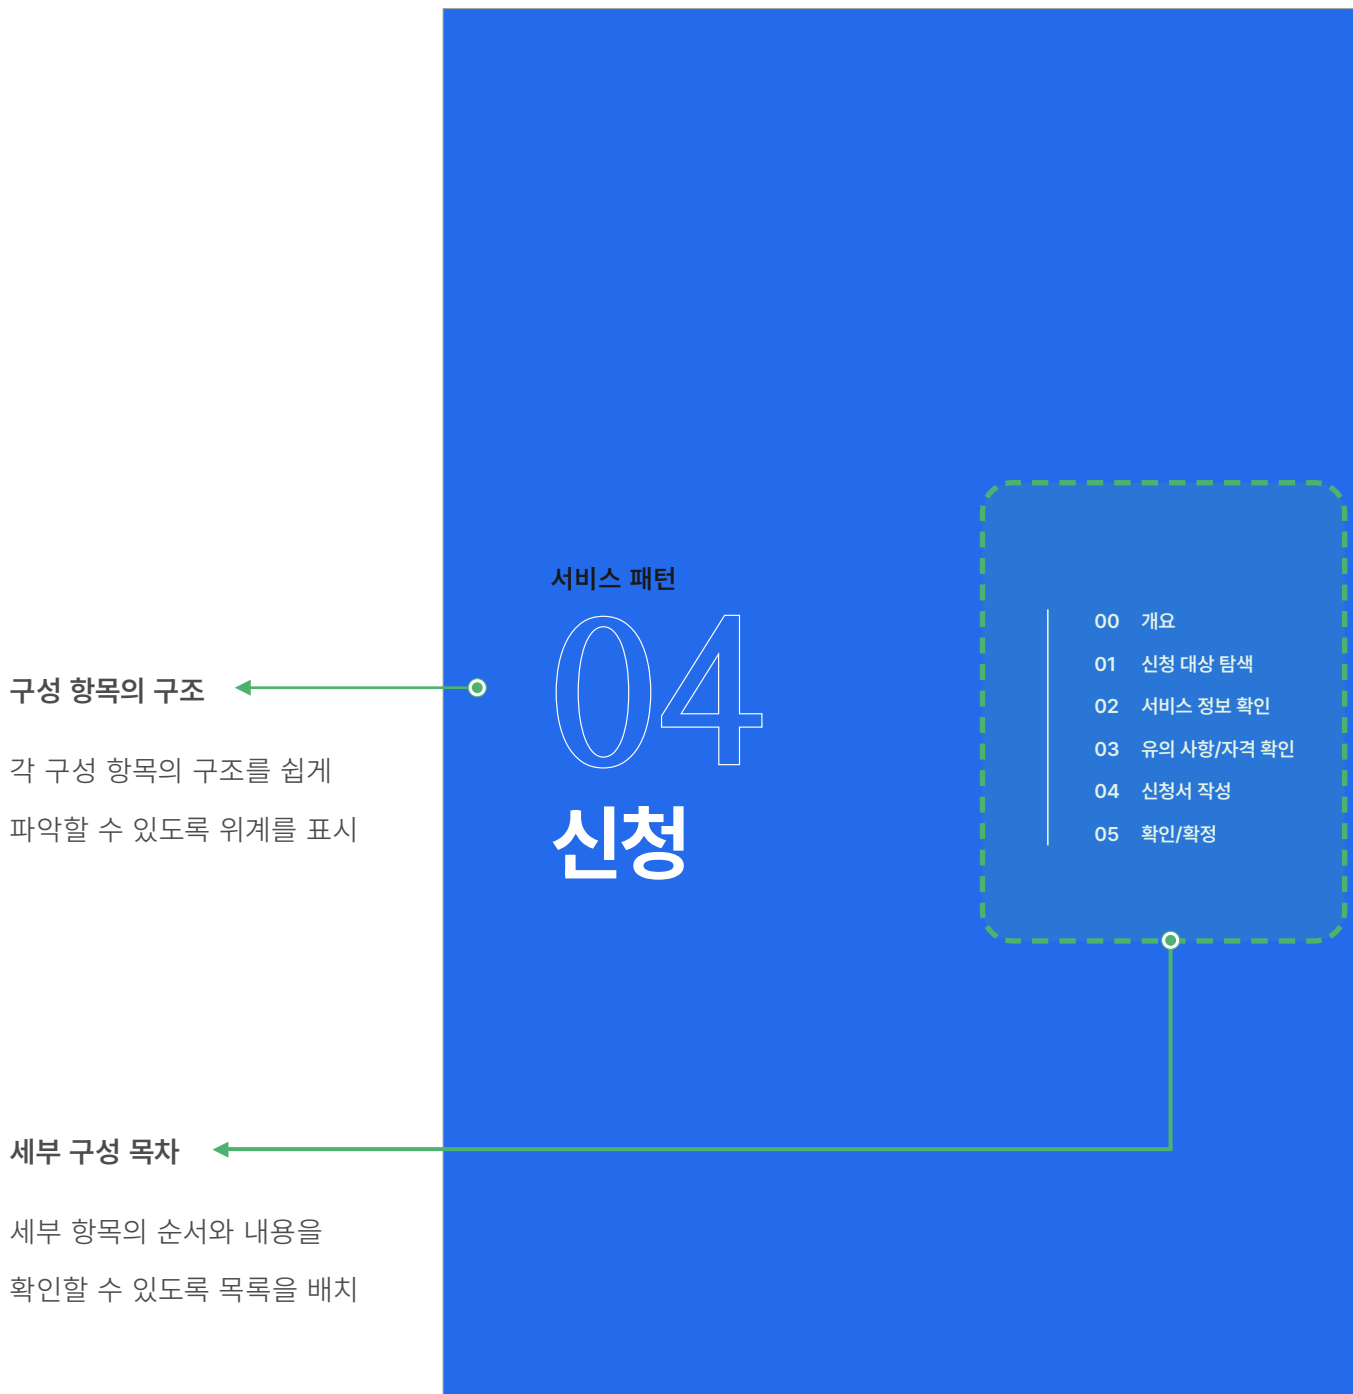 구성 항목의 구조
각 구성 항목의 구조를 쉽게
파악할 수 있도록 위계를 표시
세부 구성 목차
세부 항목의 순서와 내용을
확인할 수 있도록 목록을 배치
서비스 패턴
04
신청
00 개요
01 신청 대상 탐색
02 서비스 정보 확인
03 유의 사항/자격 확인
04 신청서 작성
05 확인/확정